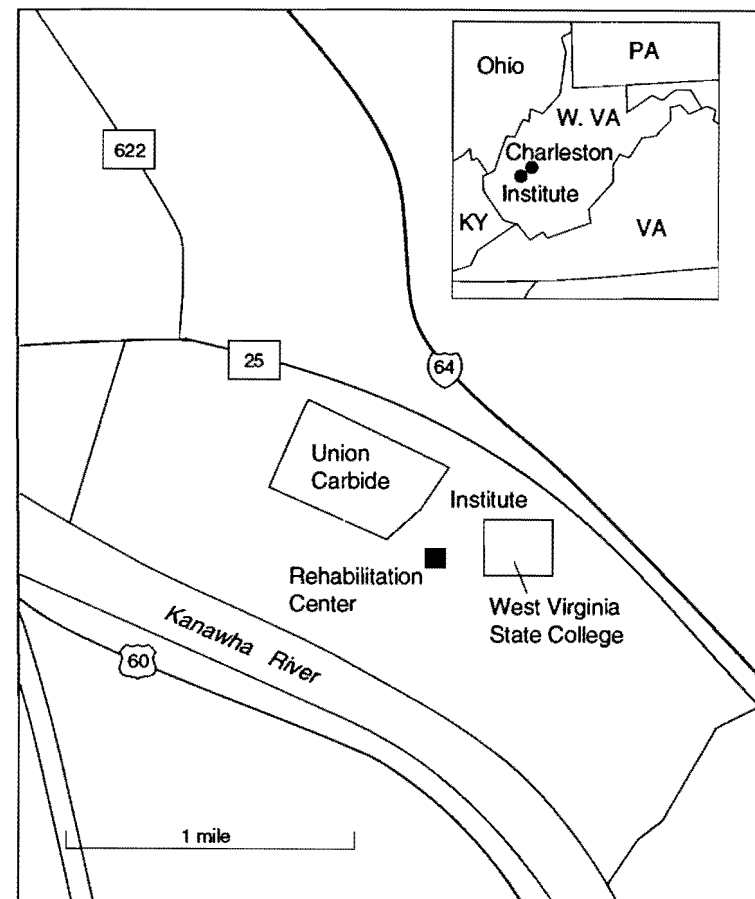 Ohio
PA
W. VA
Charleston
Institute
KY
VA
622
25
64
Union
Carbide
Institute
Rehabilitation
Center
West Virginia
State College
Kanawha River
60
1 mile